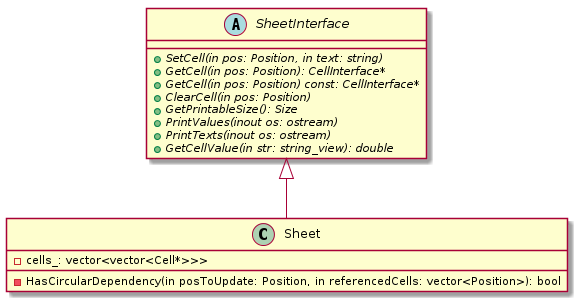 A SheetInterface
SetCell(in pos: Position, in text: string)
GetCell(in pos: Position): CellInterface*
GetCell(in pos: Position) const: CellInterface*
ClearCell(in pos: Position)
GetPrintableSize(): Size
PrintValues(inout os: ostream)
PrintTexts(inout os: ostream)
GetCellValue(in str: string_view): double
C Sheet
cells_: vector<vector<Cell*>>>
HasCircularDependency(in posToUpdate: Position, in referencedCells: vector<Position>): bool